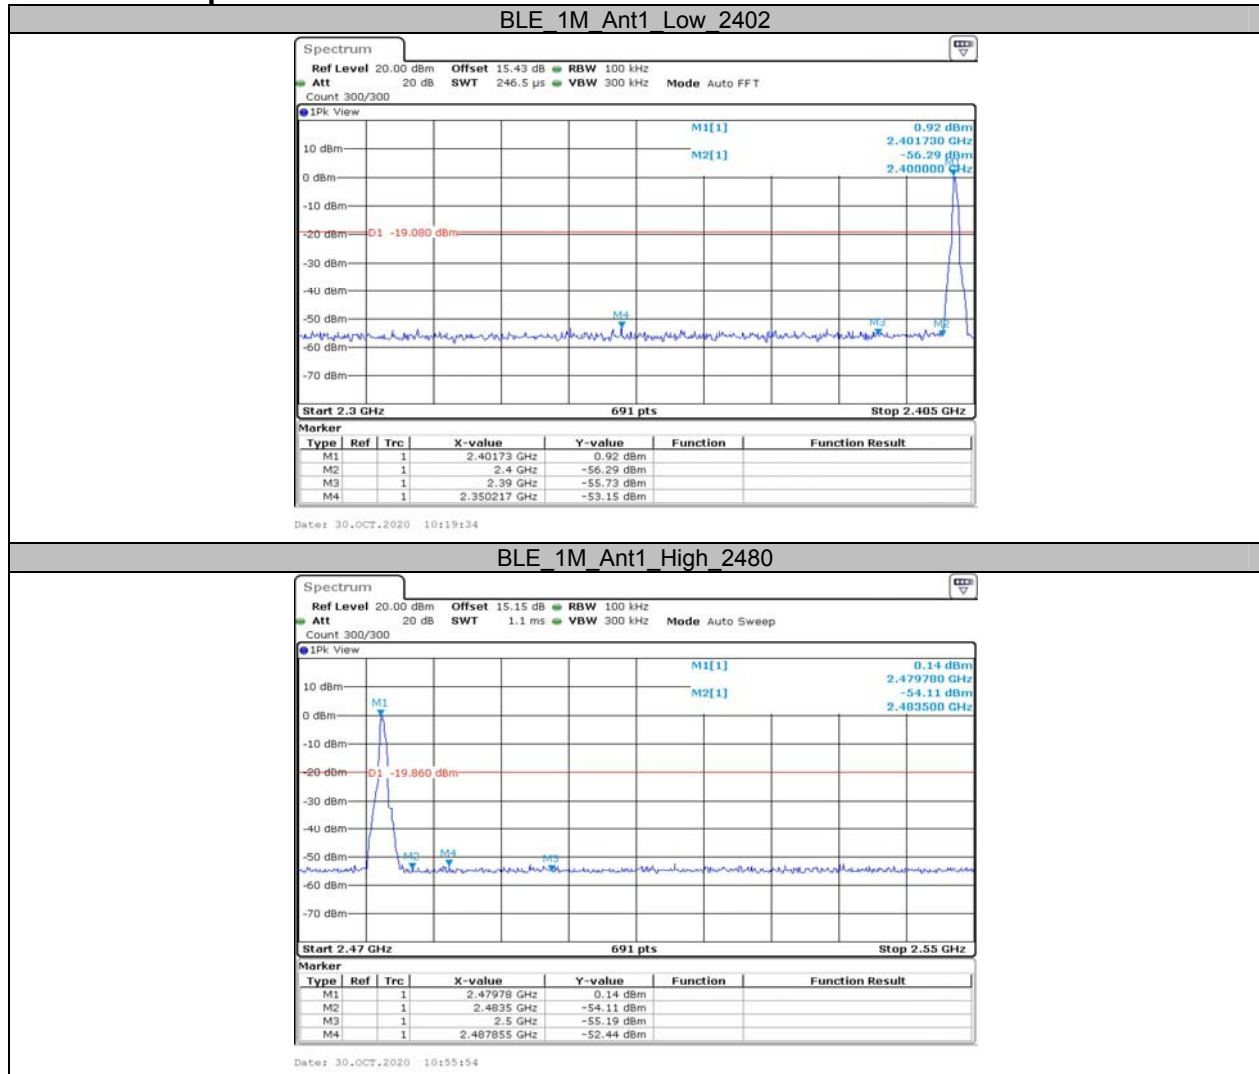 BLE_1M_Ant1_Low_2402
Spectrum
Ref Level 20.00 dBm Offset 15.43 dB RBW 100 kHz
Att 20 dB SWT 246.5 µs VBW 300 kHz Mode Auto FFT
Count 300/300
1Pk View
M1[1] 0.92 dBm
2.401730 GHz
10 dBm
M2[1] -56.29 dBm
2.400000 GHz
M1
0 dBm
-10 dBm
-20 dBm D1 -19.080 dBm
-30 dBm
-40 dBm
-50 dBm M4 M3 M2
-60 dBm
-70 dBm
Start 2.3 GHz 691 pts Stop 2.405 GHz
Marker
Type Ref Trc X-value Y-value Function Function Result
M1 1 2.40173 GHz 0.92 dBm
M2 1 2.4 GHz -56.29 dBm
M3 1 2.39 GHz -55.73 dBm
M4 1 2.350217 GHz -53.15 dBm
Date: 30.OCT.2020 10:19:34
BLE_1M_Ant1_High_2480
Spectrum
Ref Level 20.00 dBm Offset 15.15 dB RBW 100 kHz
Att 20 dB SWT 1.1 ms VBW 300 kHz Mode Auto Sweep
Count 300/300
1Pk View
M1[1] 0.14 dBm
2.479780 GHz
10 dBm
M2[1] -54.11 dBm
2.483500 GHz
M1
0 dBm
-10 dBm
-20 dBm D1 -19.860 dBm
-30 dBm
-40 dBm
-50 dBm M2 M4 M3
-60 dBm
-70 dBm
Start 2.47 GHz 691 pts Stop 2.55 GHz
Marker
Type Ref Trc X-value Y-value Function Function Result
M1 1 2.47978 GHz 0.14 dBm
M2 1 2.4835 GHz -54.11 dBm
M3 1 2.5 GHz -55.19 dBm
M4 1 2.487855 GHz -52.44 dBm
Date: 30.OCT.2020 10:55:54